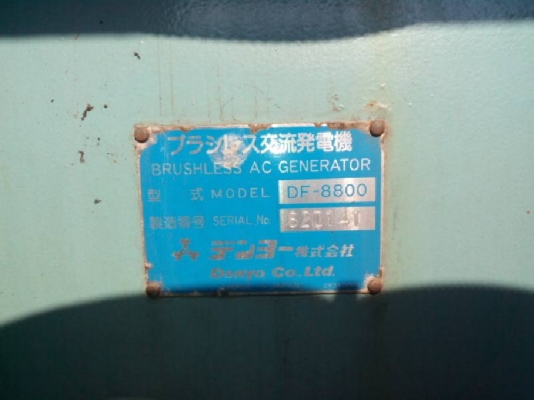 ブラシレス交流発電機
BRUSHLESS AC GENERATOR
型 式 MODEL DF-8800
製造番号 SERIAL No.
デンヨー株式会社
Denyo Co.Ltd.